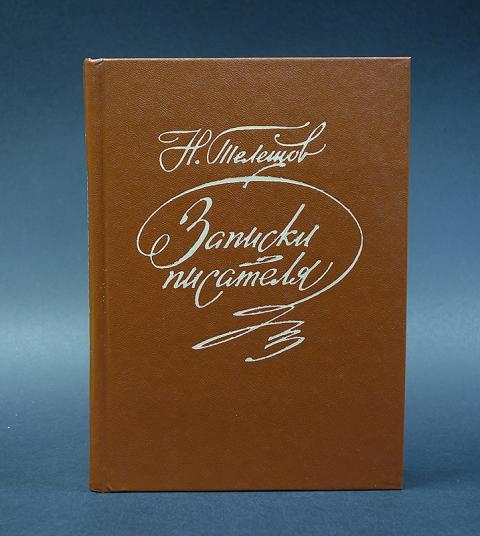 Н. Телешов
Записки
писателя